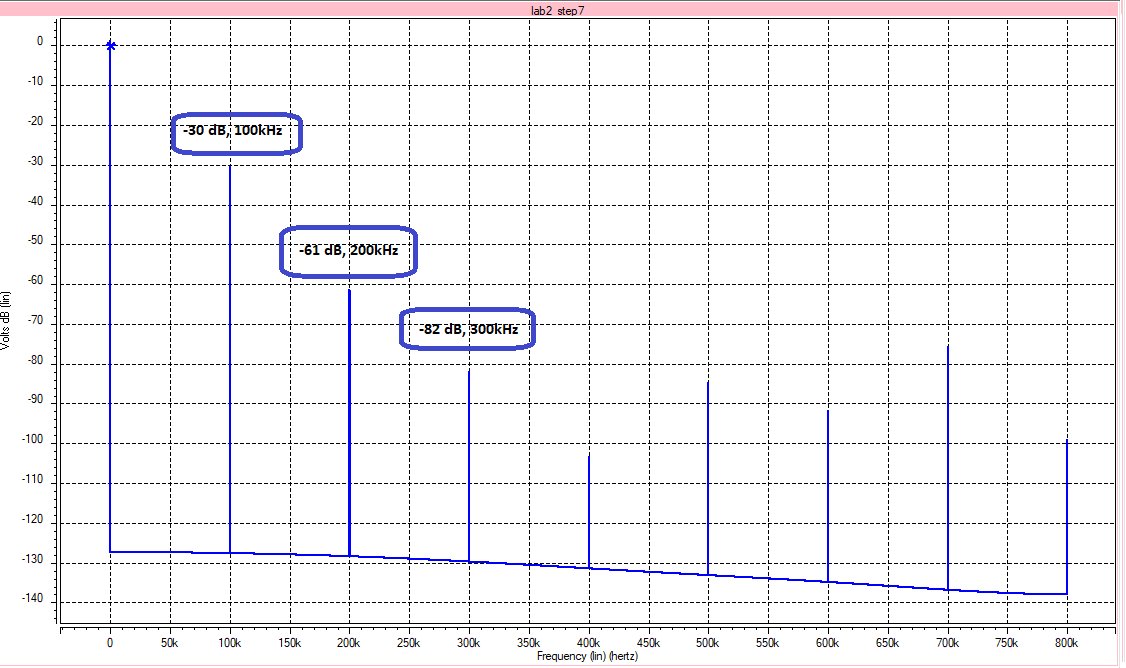 lab2_step7
0
-10
-20
-30
-40
-50
-60
-70
-80
-90
-100
-110
-120
-130
-140
Volts dB (lin)
-30 dB, 100kHz
-61 dB, 200kHz
-82 dB, 300kHz
0 50k 100k 150k 200k 250k 300k 350k 400k 450k 500k 550k 600k 650k 700k 750k 800k
Frequency (lin) (hertz)